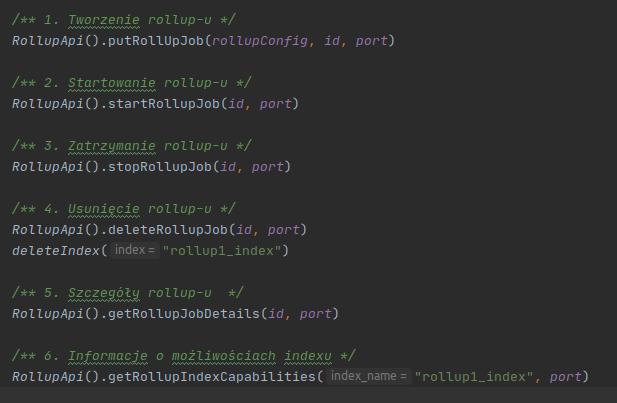 /** 1. Tworzenie rollup-u */
RollupApi().putRollUpJob(rollupConfig, id, port)
/** 2. Startowanie rollup-u */
RollupApi().startRollupJob(id, port)
/** 3. Zatrzymanie rollup-u */
RollupApi().stopRollupJob(id, port)
/** 4. Usunięcie rollup-u */
RollupApi().deleteRollupJob(id, port)
deleteIndex( index = "rollup1_index")
/** 5. Szczegóły rollup-u  */
RollupApi().getRollupJobDetails(id, port)
/** 6. Informacje o możliwościach indexu */
RollupApi().getRollupIndexCapabilities( index_name = "rollup1_index", port)